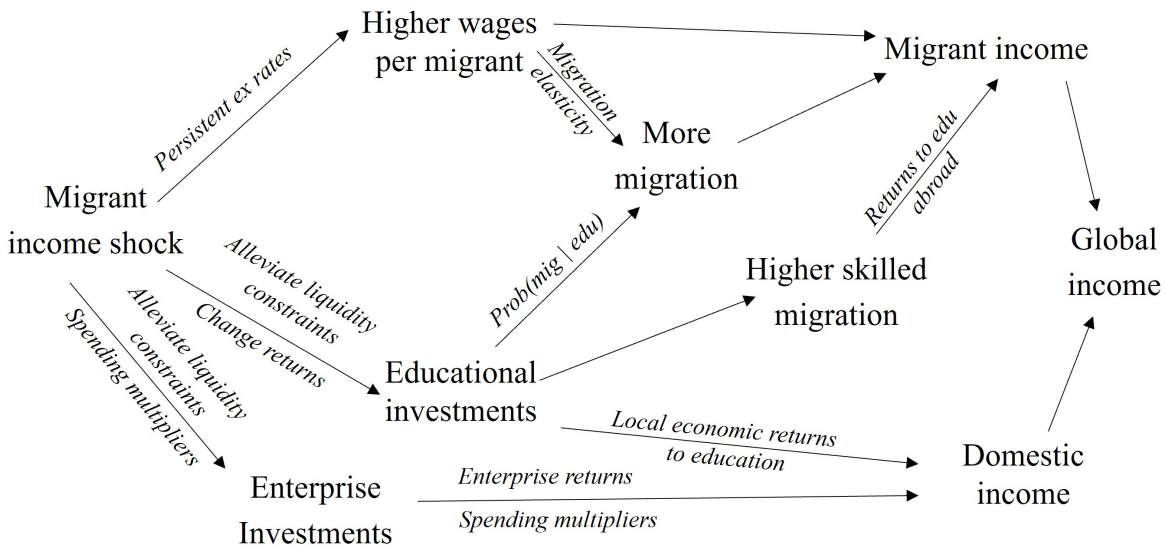 Higher wages
per migrant
Migrant income
Persistent ex rates
Migration
elasticity
More
migration
Returns to edu
abroad
Migrant
income shock
Global
income
Alleviate liquidity
constraints
Change returns
Prob(mig | edu)
Higher skilled
migration
Alleviate liquidity
constraints
Spending multipliers
Educational
investments
Local economic returns
to education
Domestic
income
Enterprise
Investments
Enterprise returns
Spending multipliers